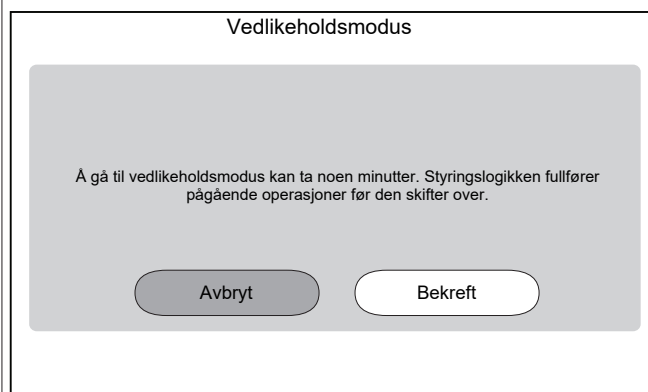 Vedlikeholdsmodus
Å gå til vedlikeholdsmodus kan ta noen minutter. Styringslogikken fullfører
pågående operasjoner før den skifter over.
Avbryt
Bekreft